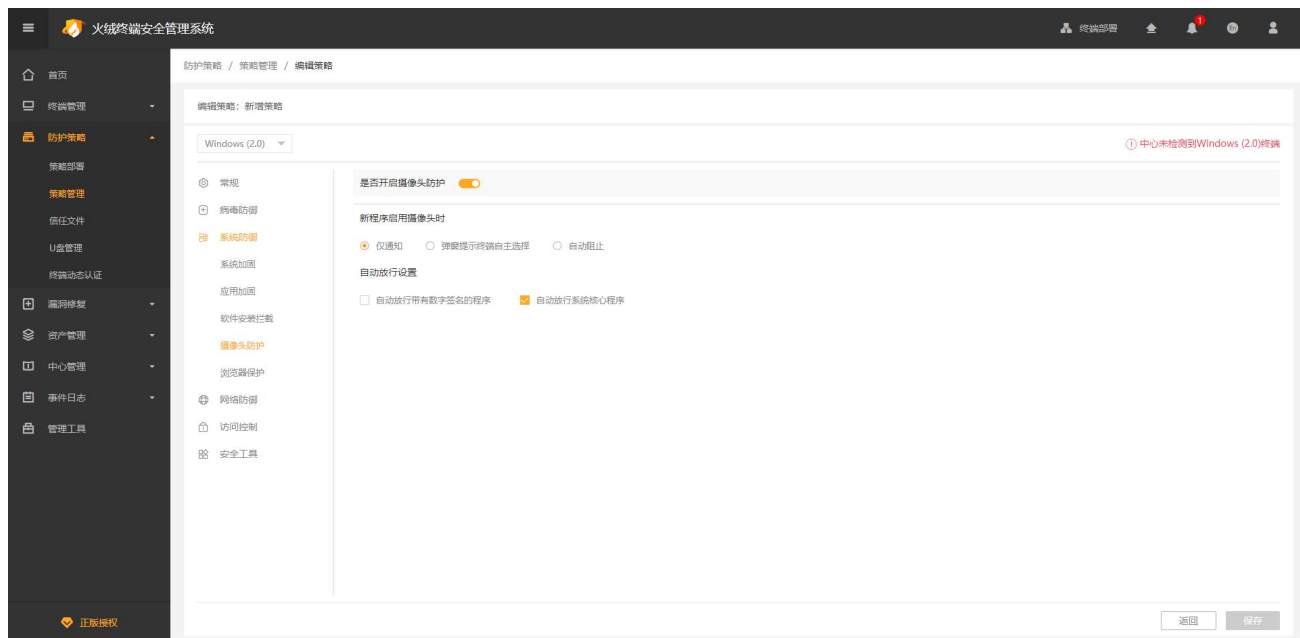 火绒终端安全管理系统
终端部署
1
首页
终端管理
防护策略
策略部署
策略管理
信任文件
U盘管理
终端动态认证
漏洞修复
资产管理
中心管理
事件日志
管理工具
正版授权
防护策略 / 策略管理 / 编辑策略
编辑策略：新增策略
Windows (2.0)
中心未检测到Windows (2.0)终端
常规
病毒防御
系统防御
系统加固
应用加固
软件安装拦截
摄像头防护
浏览器保护
网络防御
访问控制
安全工具
是否开启摄像头防护
新程序启用摄像头时
仅通知 弹窗提示终端自主选择 自动阻止
自动放行设置
自动放行带有数字签名的程序 自动放行系统核心程序
返回 保存